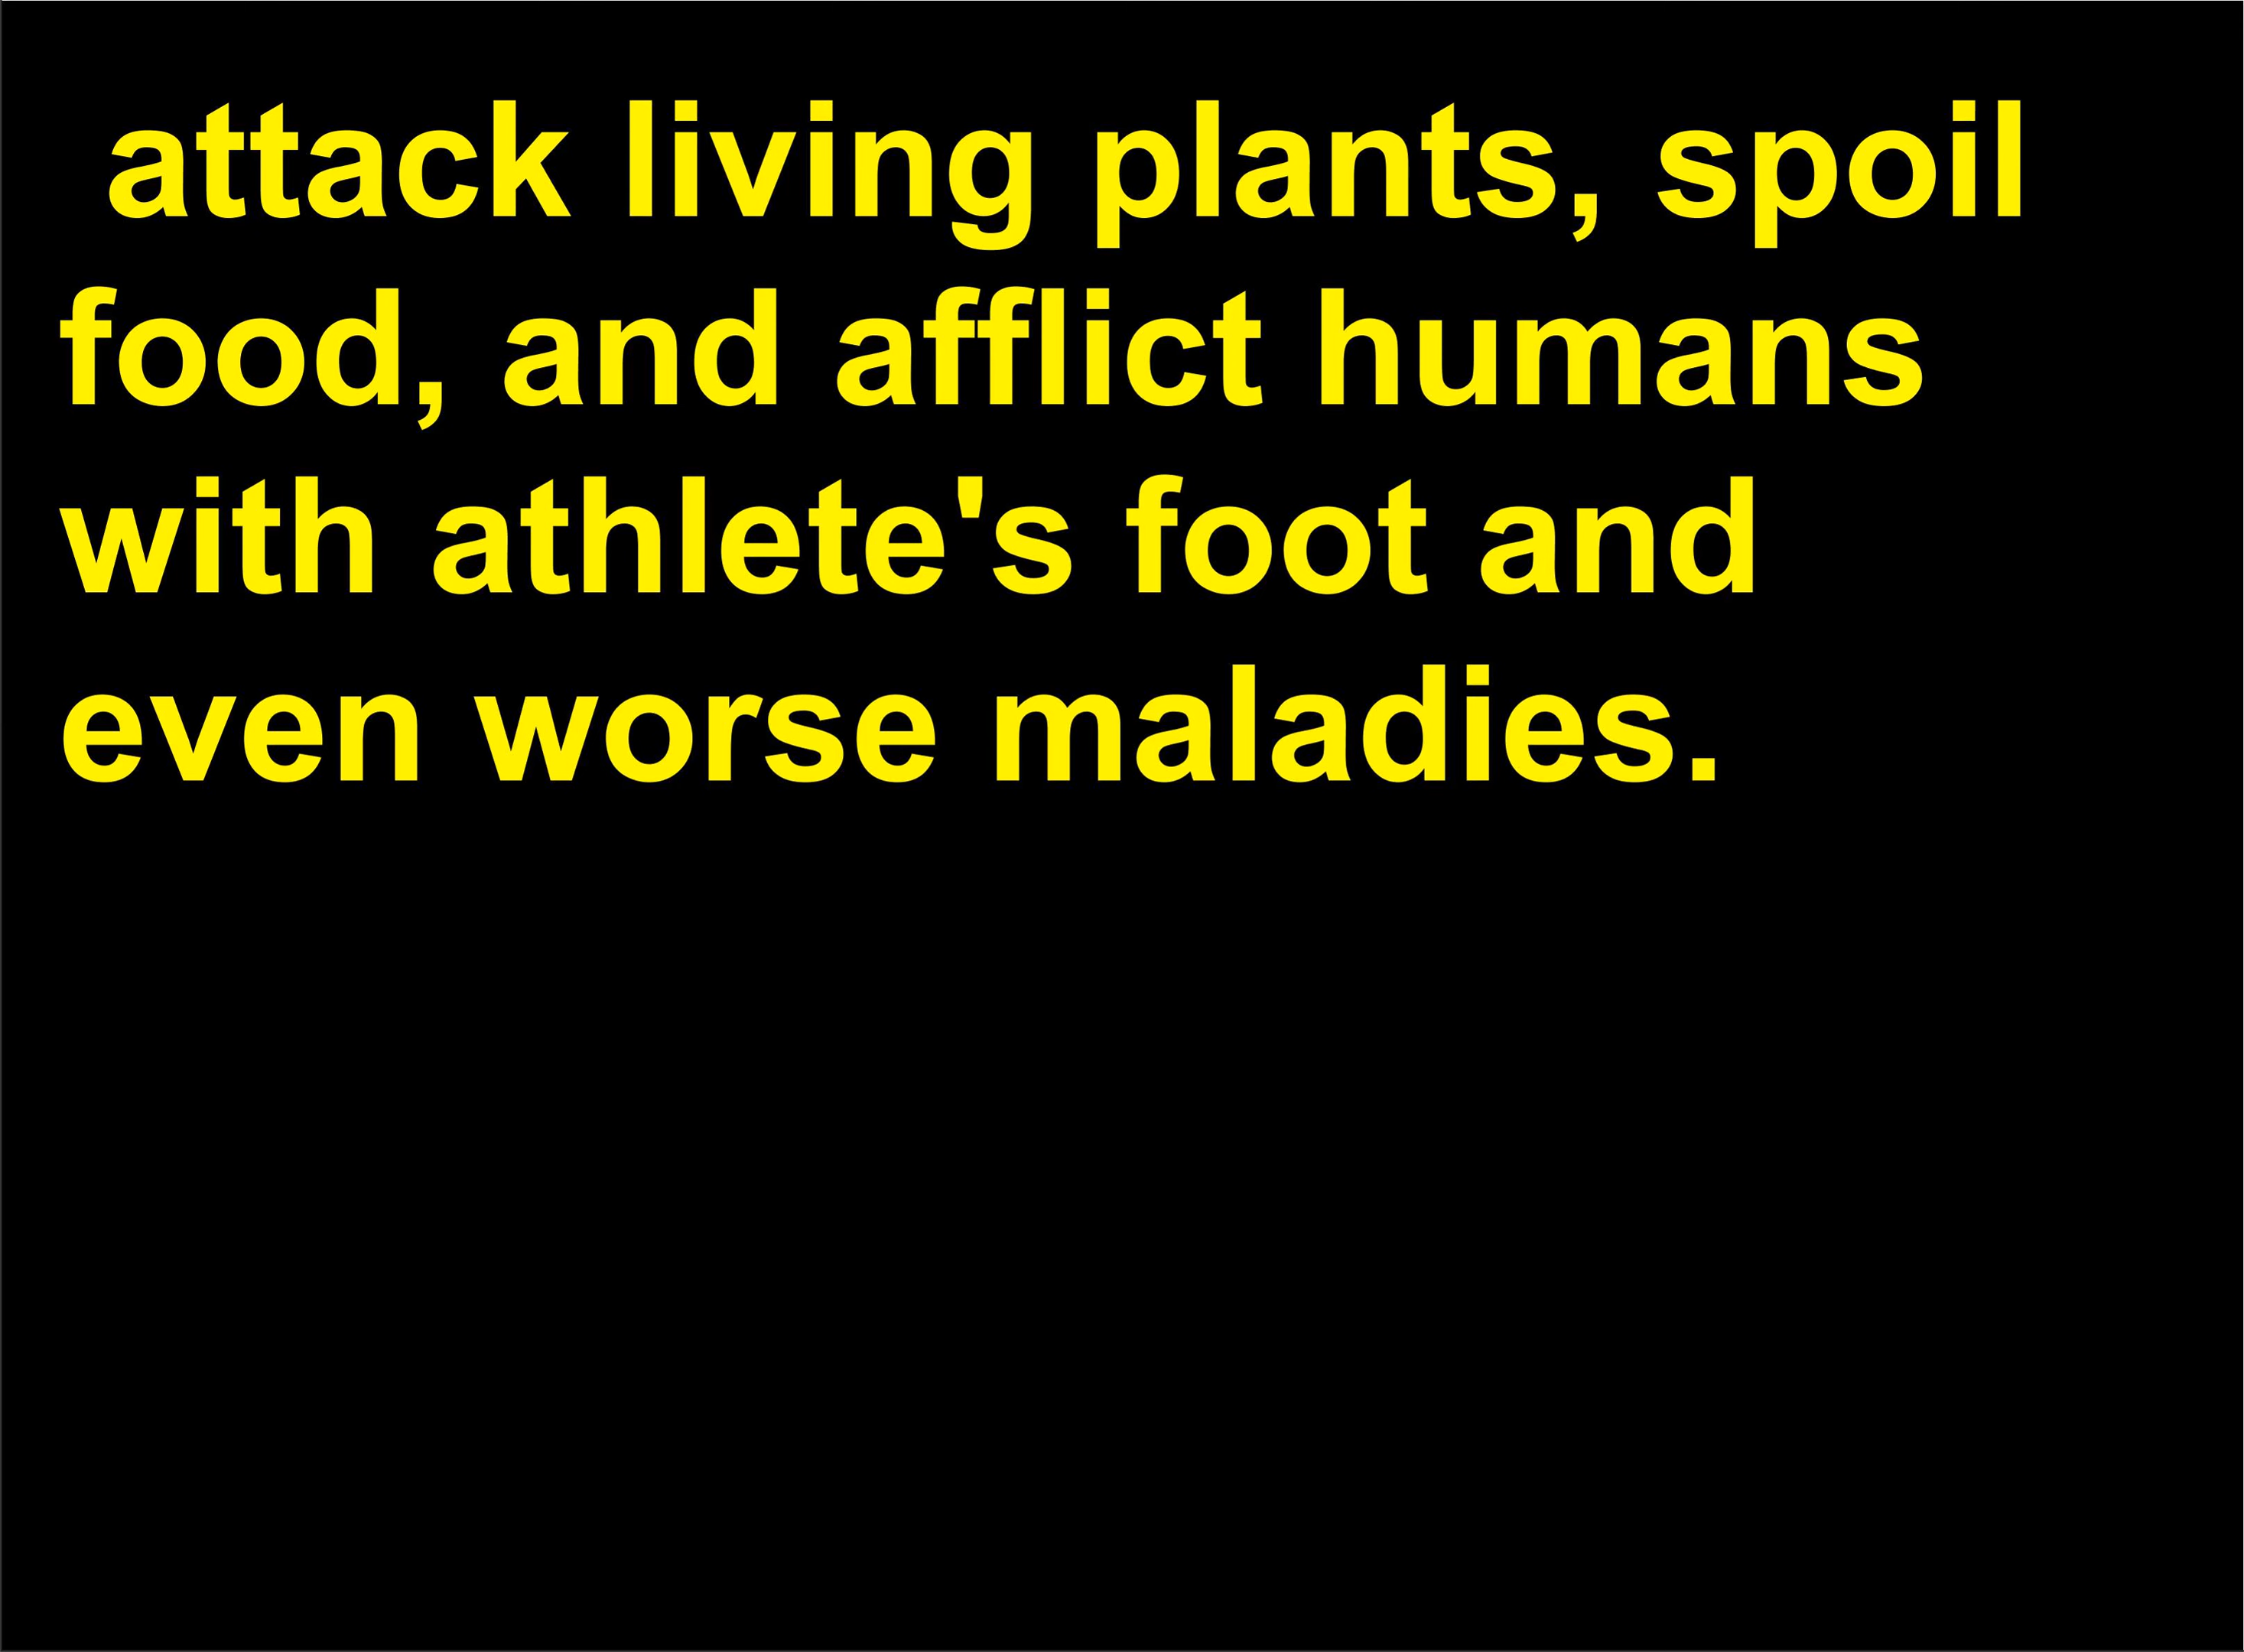 attack living plants, spoil
food, and afflict humans
with athlete's foot and
even worse maladies.